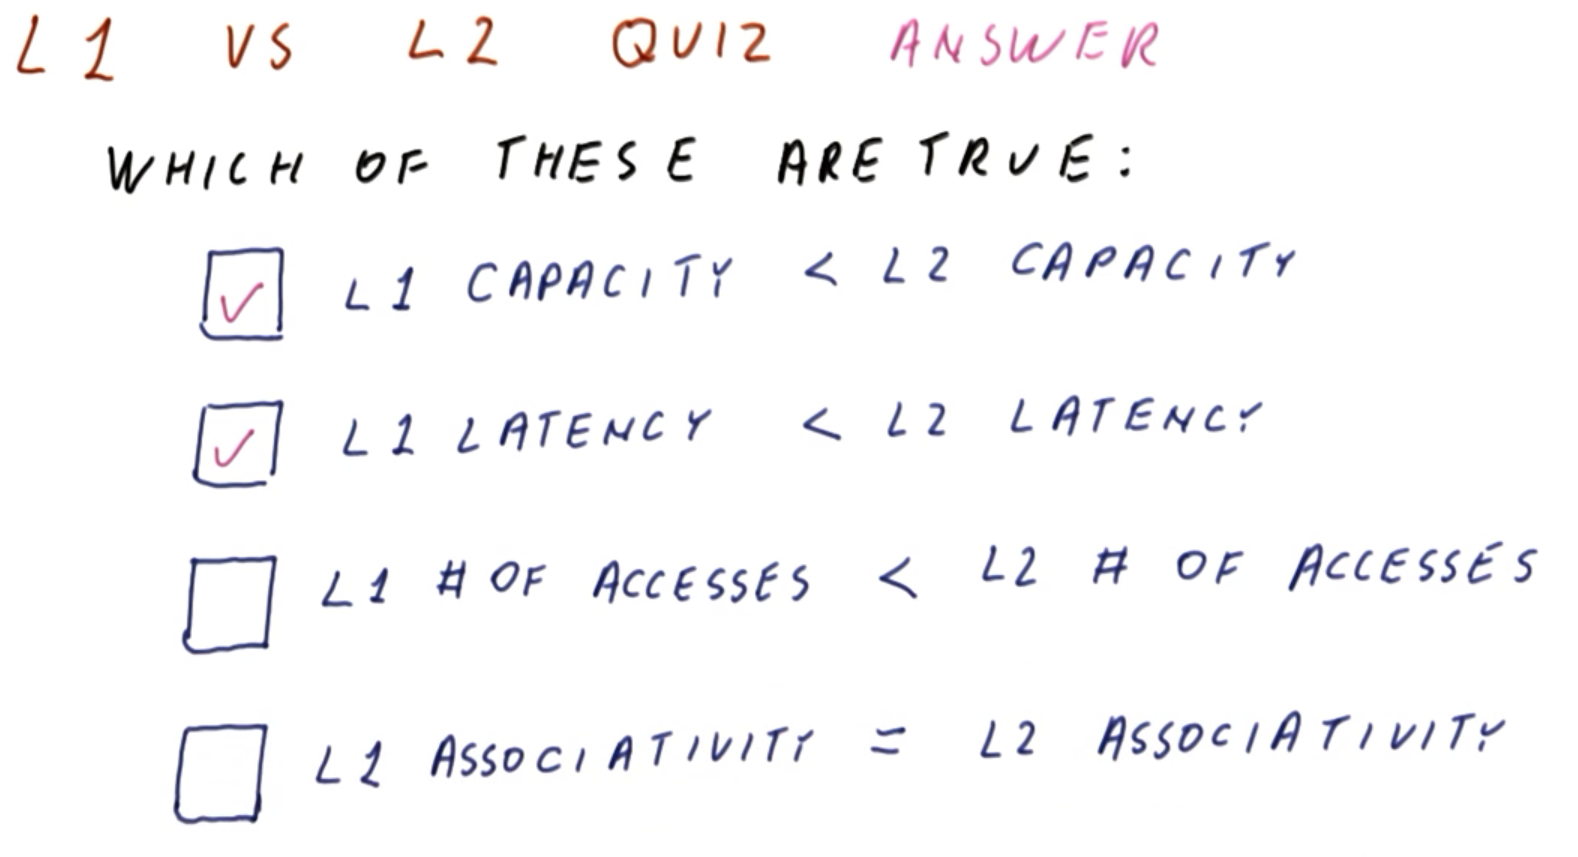 L1 VS L2 QUIZ ANSWER
WHICH OF THESE ARE TRUE:
✓ L1 CAPACITY < L2 CAPACITY
✓ L1 LATENCY < L2 LATENCY
L1 # OF ACCESSES < L2 # OF ACCESSES
L1 ASSOCIATIVITY = L2 ASSOCIATIVITY